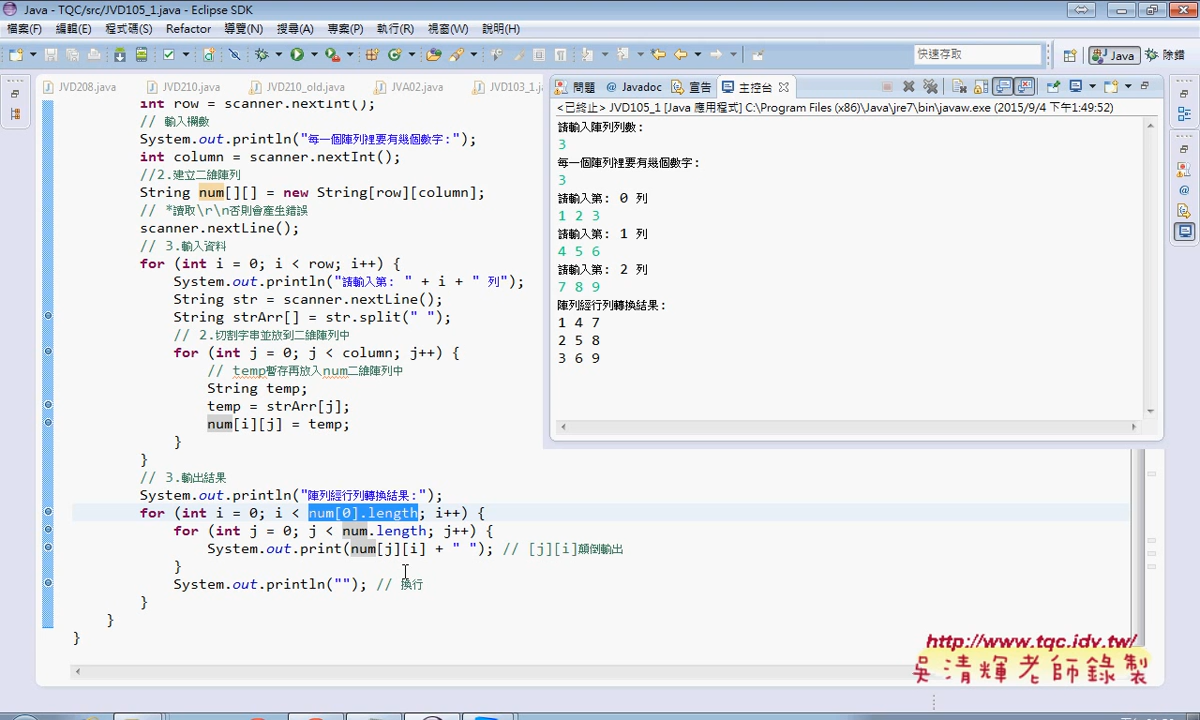 Java - TQC/src/JVD105_1.java - Eclipse SDK
檔案(F) 編輯(E) 程式碼(S) Refactor 導覽(N) 搜尋(A) 專案(P) 執行(R) 視窗(W) 說明(H)
快速存取 Java 除錯
JVD208.java JVD210.java JVD210_old.java JVA02.java JVD103_1.j
問題 @ Javadoc 宣告 主控台
<已終止> JVD105_1 [Java 應用程式] C:\Program Files (x86)\Java\jre7\bin\javaw.exe (2015/9/4 下午1:49:52)
請輸入陣列列數:
3
每一個陣列裡要有幾個數字:
3
請輸入第: 0 列
1 2 3
請輸入第: 1 列
4 5 6
請輸入第: 2 列
7 8 9
陣列經行列轉換結果:
1 4 7
2 5 8
3 6 9
int row = scanner.nextInt();
// 輸入欄數
System.out.println("每一個陣列裡要有幾個數字:");
int column = scanner.nextInt();
//2.建立二維陣列
String num[][] = new String[row][column];
// *讀取\r\n否則會產生錯誤
scanner.nextLine();
// 3.輸入資料
for (int i = 0; i < row; i++) {
System.out.println("請輸入第: " + i + " 列");
String str = scanner.nextLine();
String strArr[] = str.split(" ");
// 2.切割字串並放到二維陣列中
for (int j = 0; j < column; j++) {
// temp暫存再放入num二維陣列中
String temp;
temp = strArr[j];
num[i][j] = temp;
}
}
// 3.輸出結果
System.out.println("陣列經行列轉換結果:");
for (int i = 0; i < num[0].length; i++) {
for (int j = 0; j < num.length; j++) {
System.out.print(num[j][i] + " "); // [j][i]顛倒輸出
}
System.out.println(""); // 換行
}
}
}
http://www.tqc.idv.tw/
吳清輝老師錄製